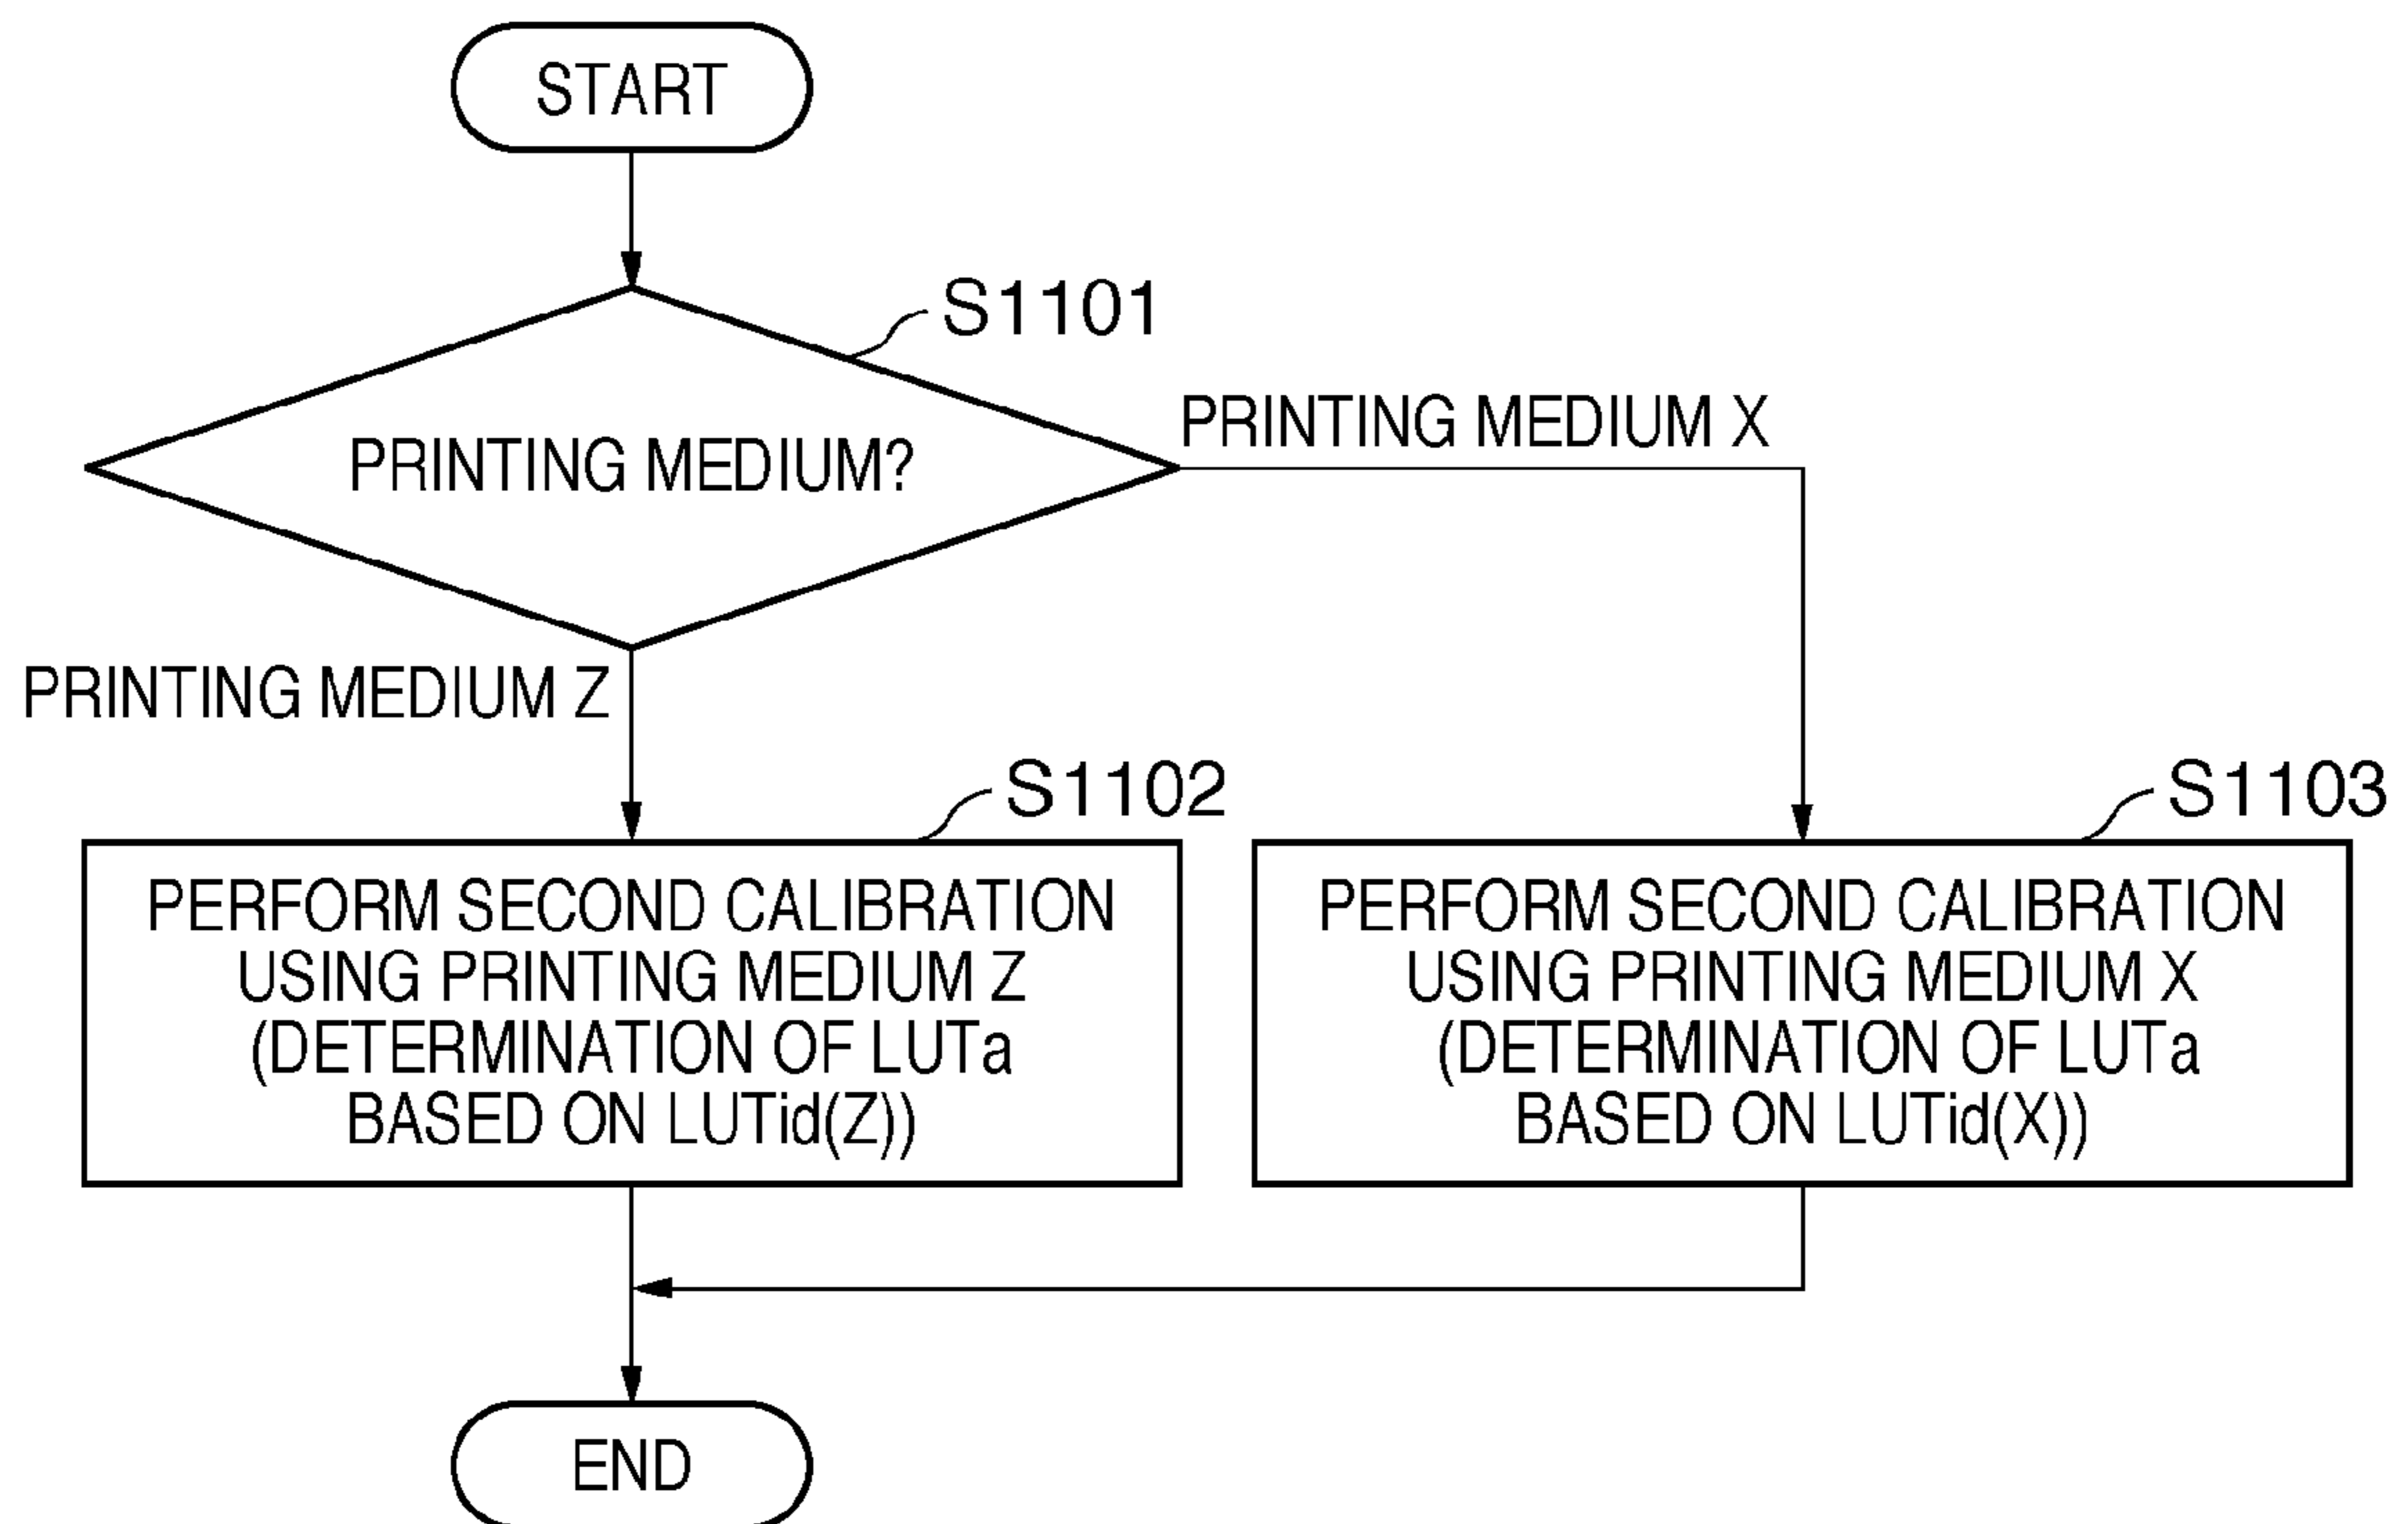 START
S1101
PRINTING MEDIUM?
PRINTING MEDIUM X
PRINTING MEDIUM Z
S1102
PERFORM SECOND CALIBRATION
USING PRINTING MEDIUM Z
(DETERMINATION OF LUTa
BASED ON LUTid(Z))
S1103
PERFORM SECOND CALIBRATION
USING PRINTING MEDIUM X
(DETERMINATION OF LUTa
BASED ON LUTid(X))
END